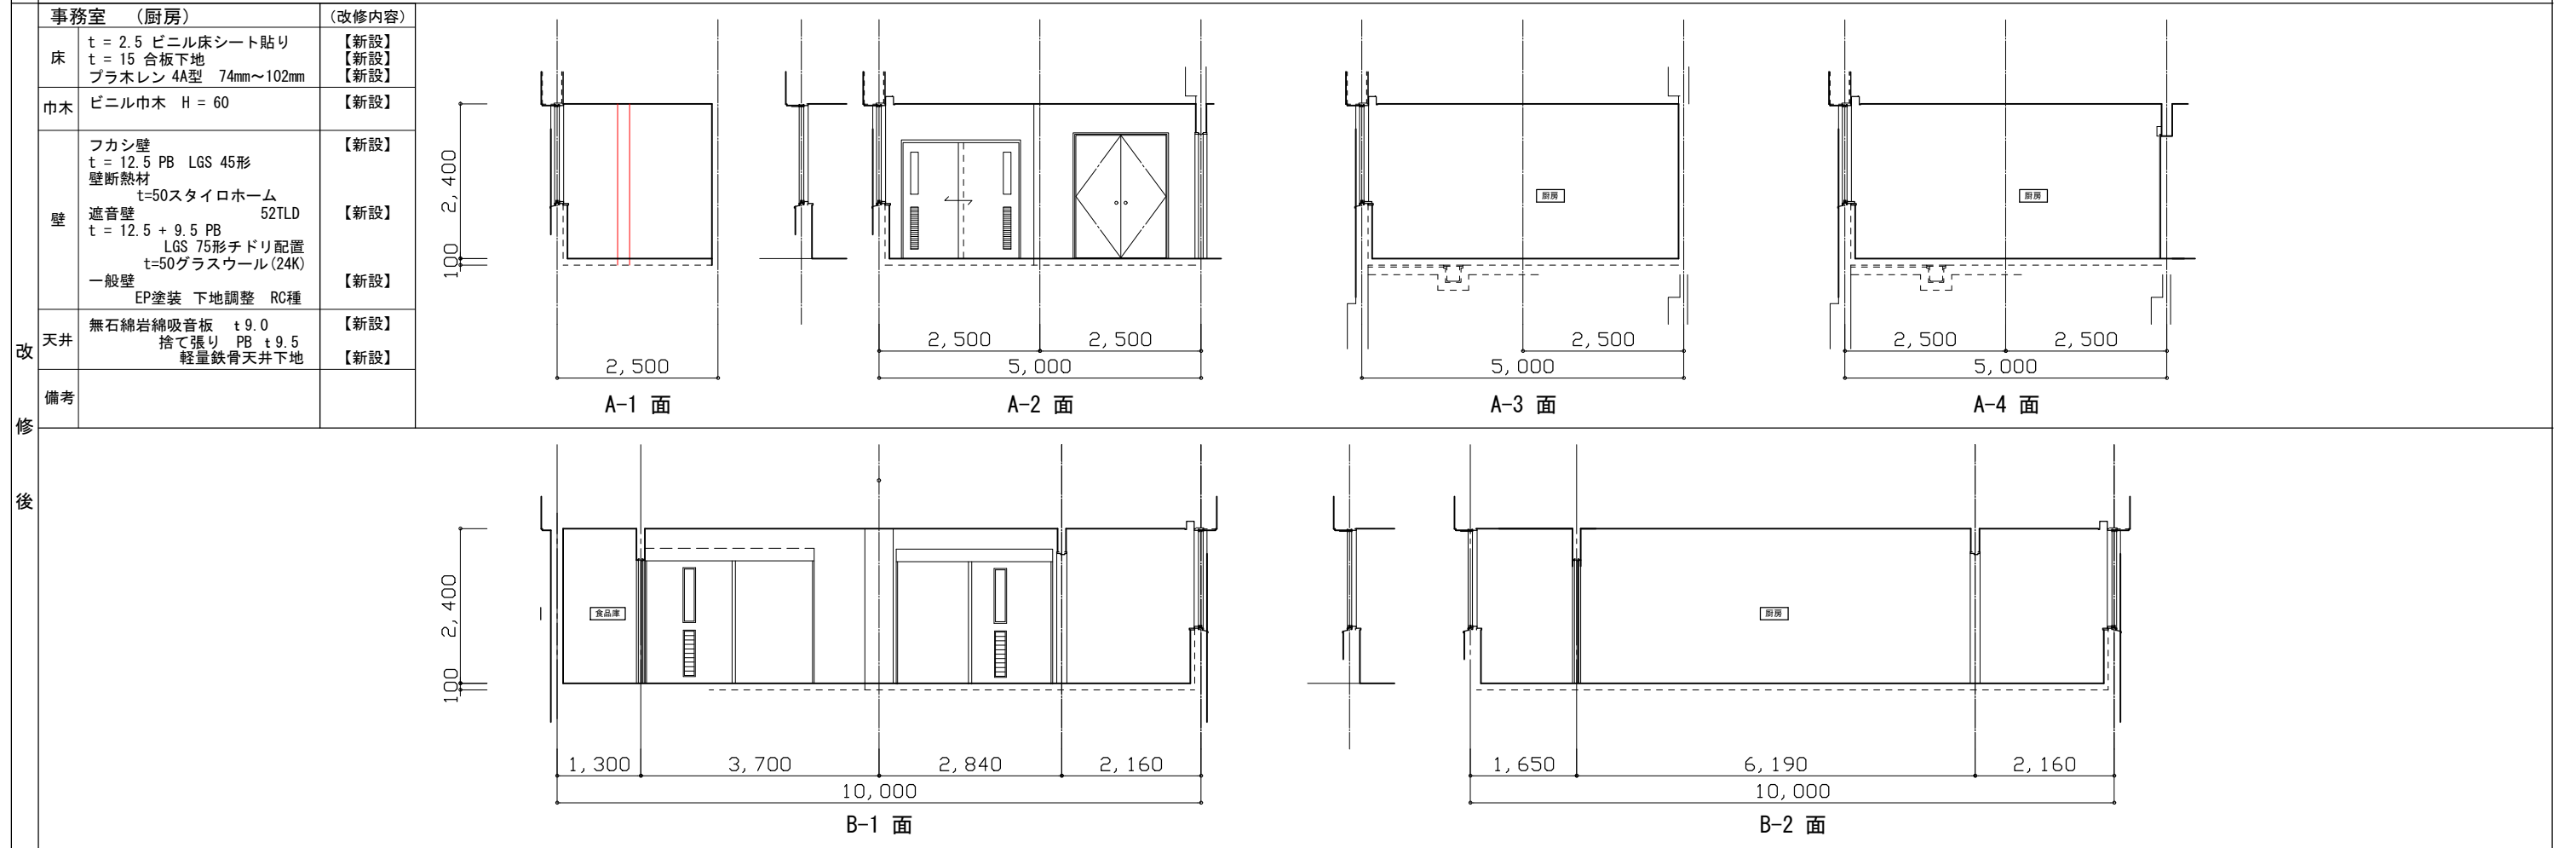 事務室 （厨房） （改修内容）
床 t = 2.5 ビニル床シート貼り 【新設】
t = 15 合板下地 【新設】
プラ木レン 4A型 74mm～102mm 【新設】
巾木 ビニル巾木 H = 60 【新設】
壁 フカシ壁 【新設】
t = 12.5 PB LGS 45形
壁断熱材
t=50スタイロホーム
遮音壁 52TLD 【新設】
t = 12.5 + 9.5 PB
LGS 75形チドリ配置
t=50グラスウール(24K)
一般壁 【新設】
EP塗装 下地調整 RC種
天井 無石綿岩綿吸音板 t9.0 【新設】
捨て張り PB t9.5
軽量鉄骨天井下地 【新設】
備考
改修後
2,400
100
2,500
A-1 面
2,500 2,500
5,000
A-2 面
厨房
2,500
5,000
A-3 面
厨房
2,500 2,500
5,000
A-4 面
2,400
100
食品庫
1,300 3,700 2,840 2,160
10,000
B-1 面
厨房
1,650 6,190 2,160
10,000
B-2 面